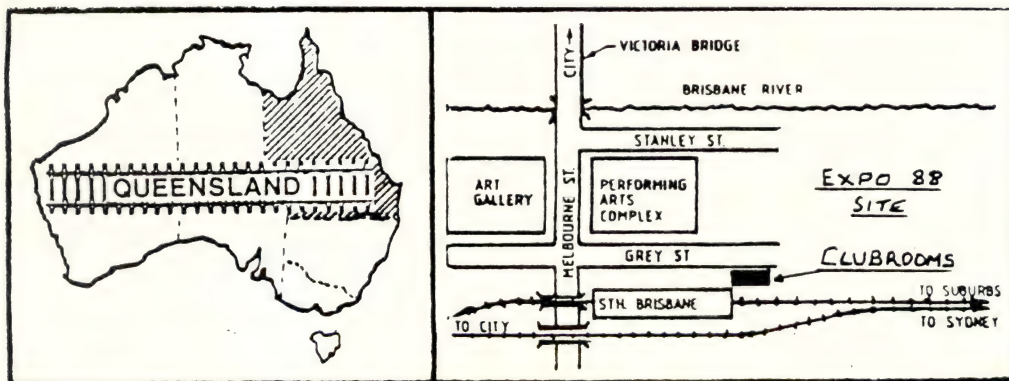 QUEENSLAND
CITY
VICTORIA BRIDGE
BRISBANE RIVER
STANLEY ST.
ART
GALLERY
MELBOURNE ST.
PERFORMING
ARTS
COMPLEX
EXPO 88
SITE
GREY ST
CLUBROOMS
STH. BRISBANE
TO SUBURBS
TO CITY
TO SYDNEY